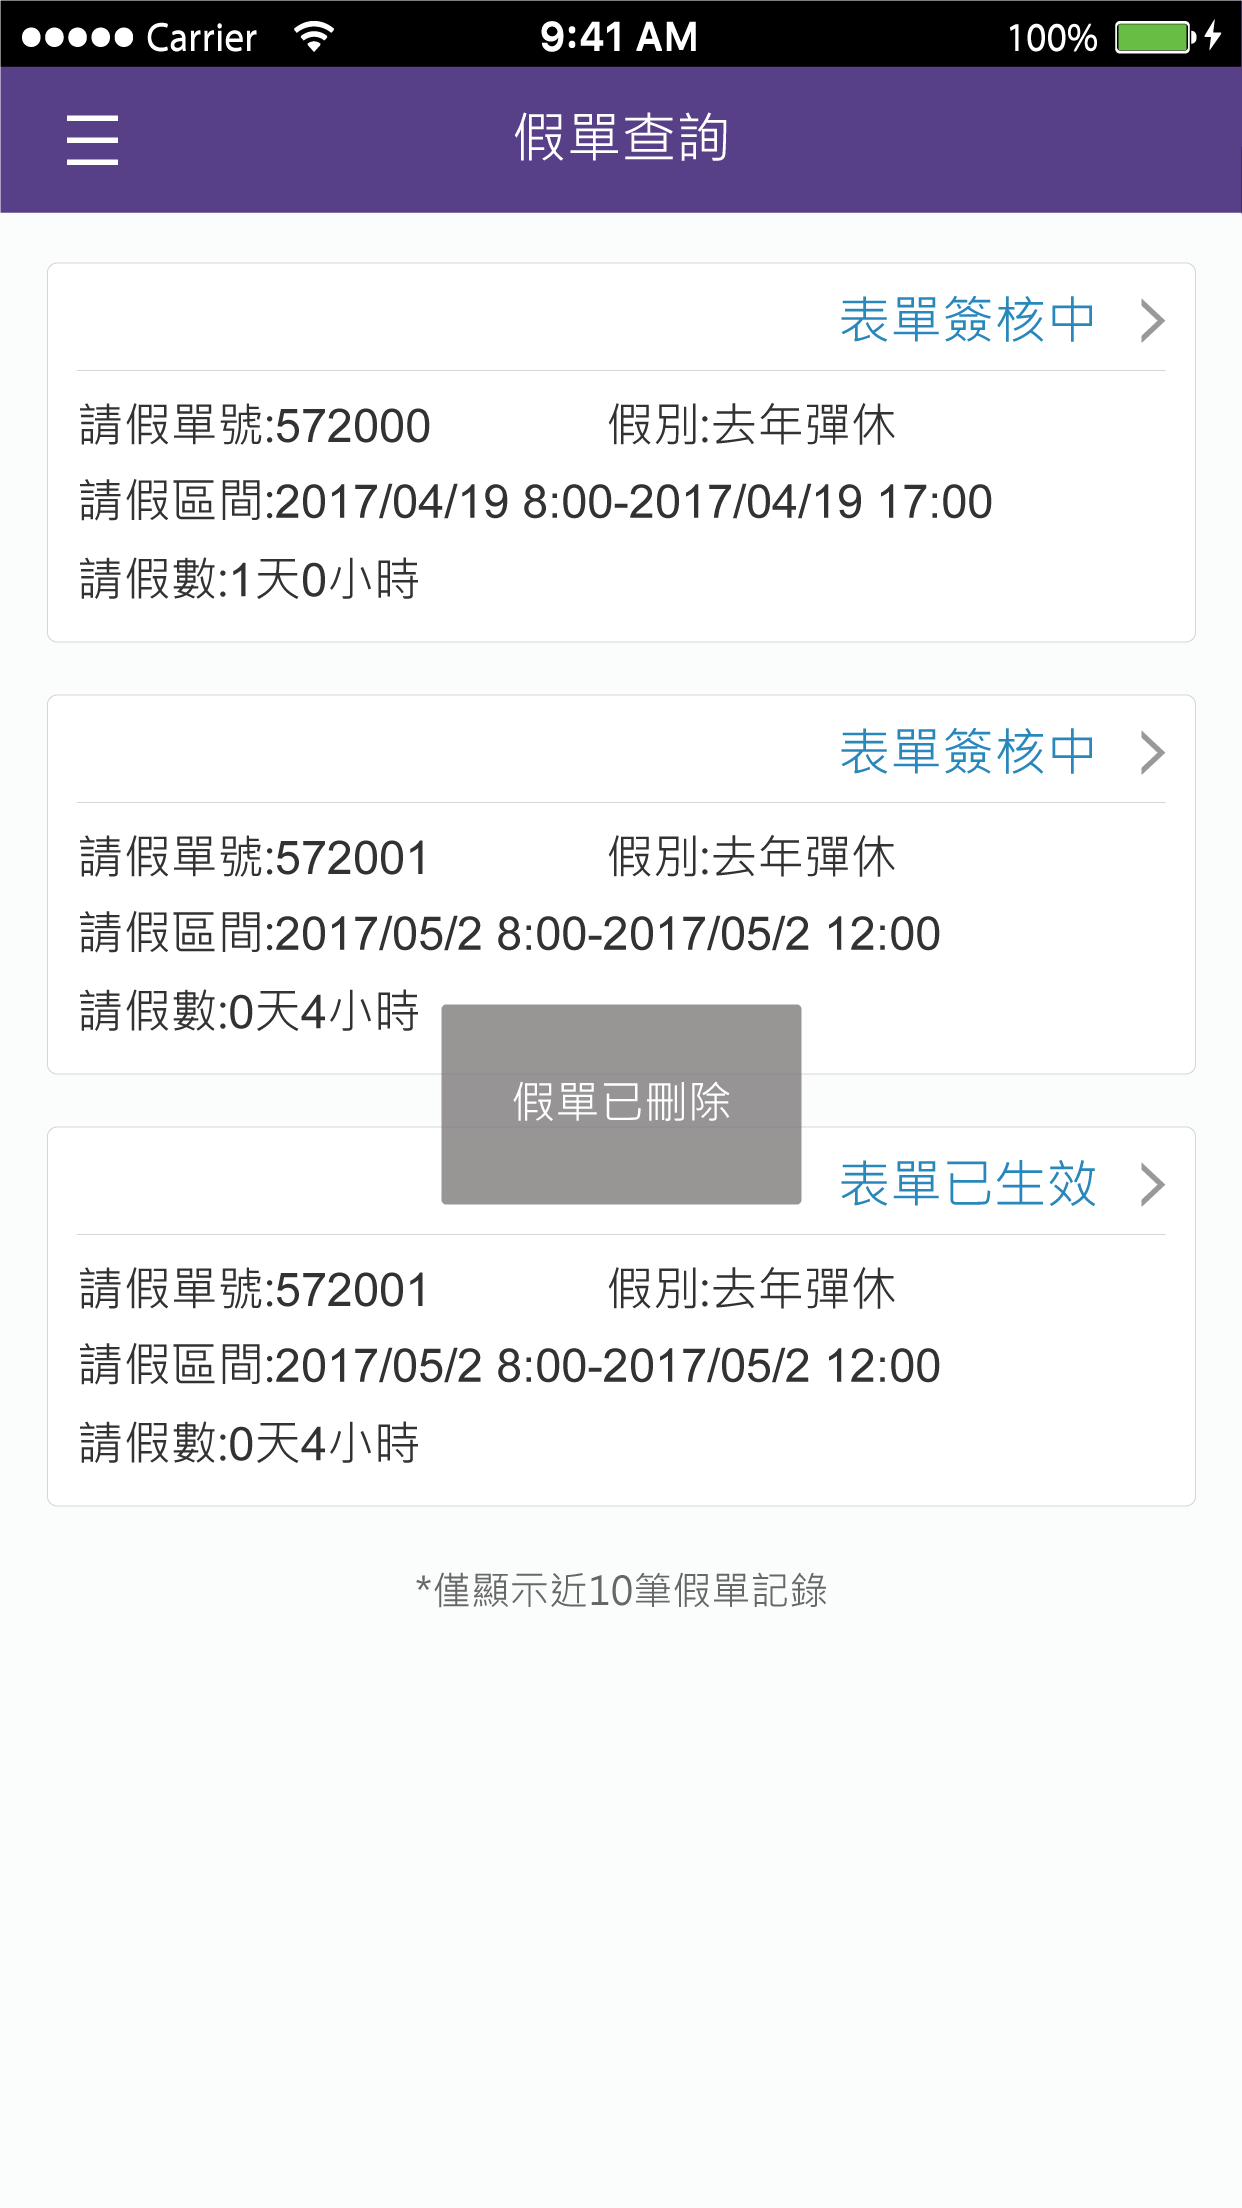 Carrier 9:41 AM 100%
假單查詢
表單簽核中
請假單號:572000 假別:去年彈休
請假區間:2017/04/19 8:00-2017/04/19 17:00
請假數:1天0小時
表單簽核中
請假單號:572001 假別:去年彈休
請假區間:2017/05/2 8:00-2017/05/2 12:00
請假數:0天4小時
假單已刪除
表單已生效
請假單號:572001 假別:去年彈休
請假區間:2017/05/2 8:00-2017/05/2 12:00
請假數:0天4小時
*僅顯示近10筆假單記錄